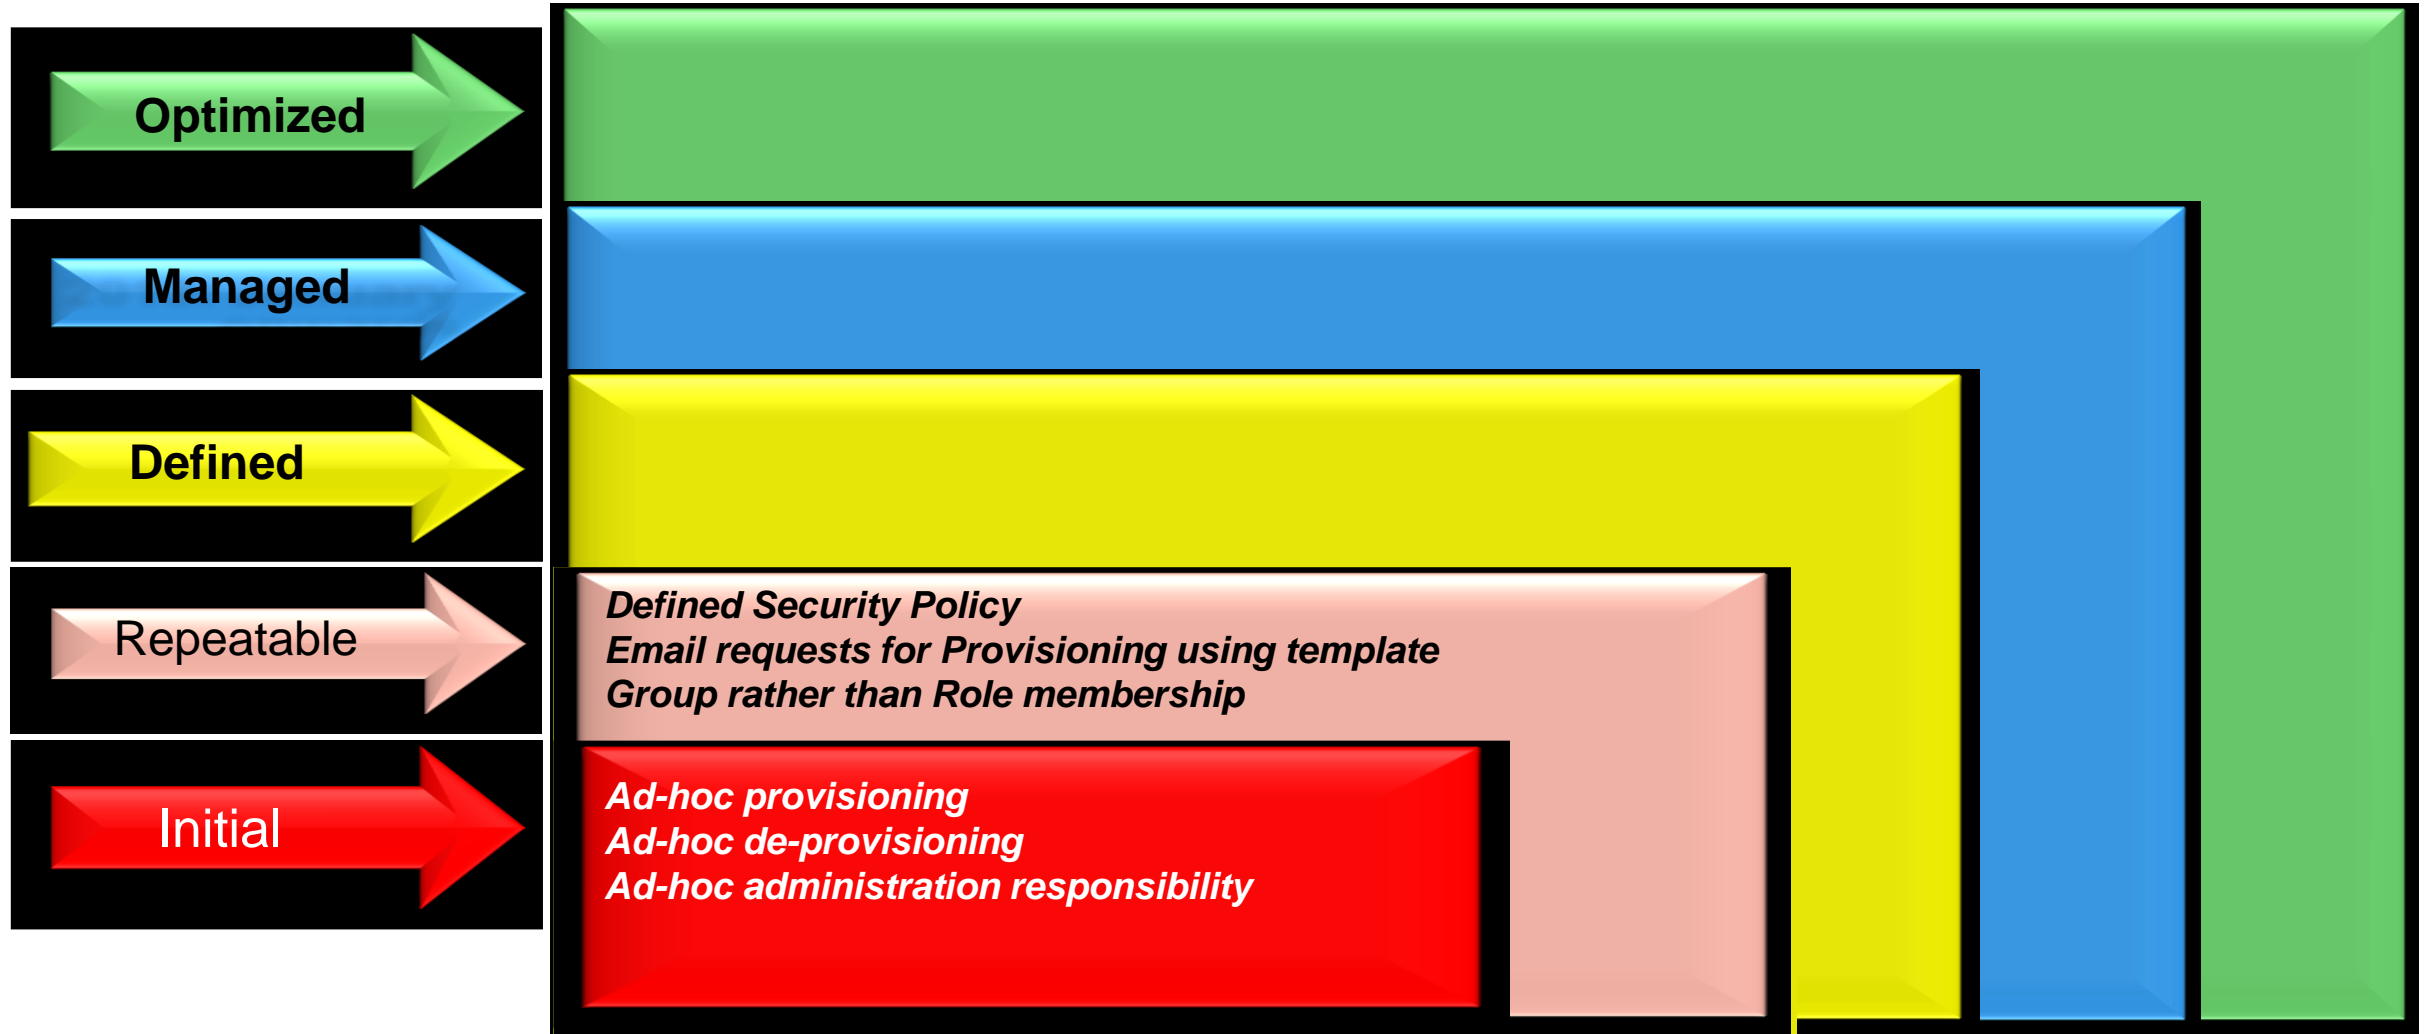 Optimized
Managed
Defined
Repeatable
Defined Security Policy
Email requests for Provisioning using template
Group rather than Role membership
Initial
Ad-hoc provisioning
Ad-hoc de-provisioning
Ad-hoc administration responsibility